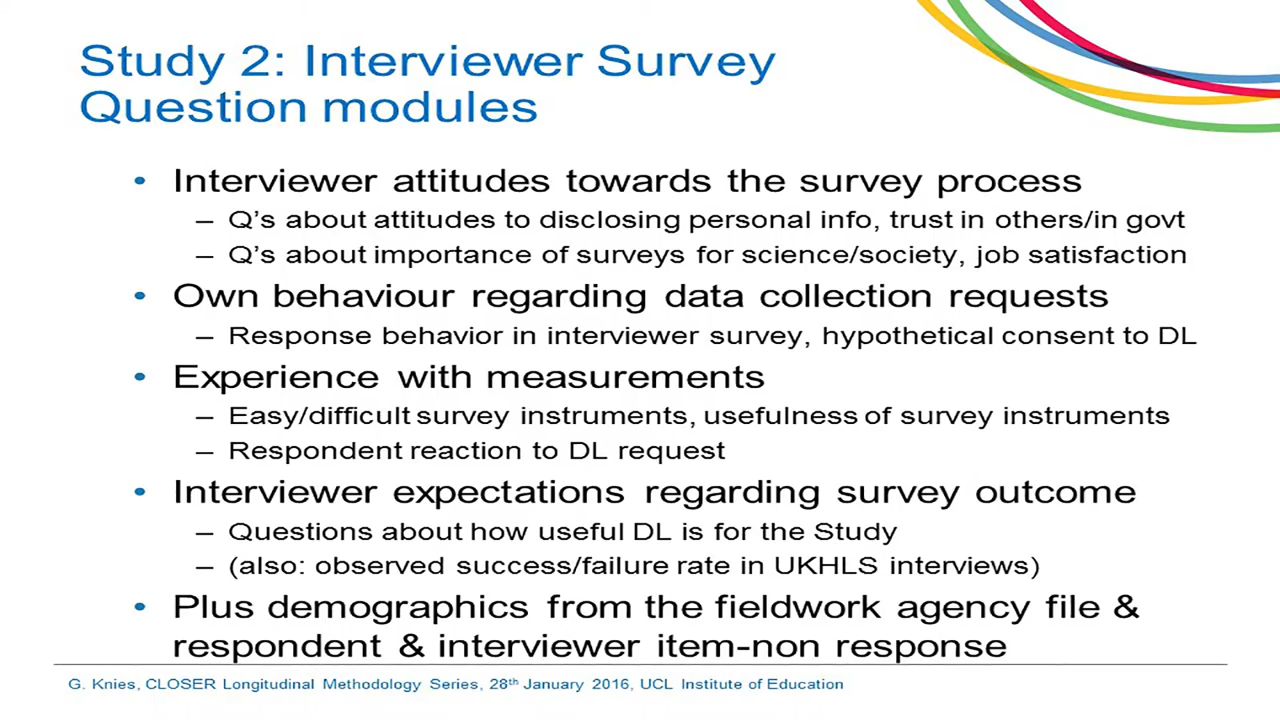 Study 2: Interviewer Survey
Question modules
• Interviewer attitudes towards the survey process
– Q's about attitudes to disclosing personal info, trust in others/in govt
– Q's about importance of surveys for science/society, job satisfaction
• Own behaviour regarding data collection requests
– Response behavior in interviewer survey, hypothetical consent to DL
• Experience with measurements
– Easy/difficult survey instruments, usefulness of survey instruments
– Respondent reaction to DL request
• Interviewer expectations regarding survey outcome
– Questions about how useful DL is for the Study
– (also: observed success/failure rate in UKHLS interviews)
• Plus demographics from the fieldwork agency file &
respondent & interviewer item-non response
G. Knies, CLOSER Longitudinal Methodology Series, 28th January 2016, UCL Institute of Education